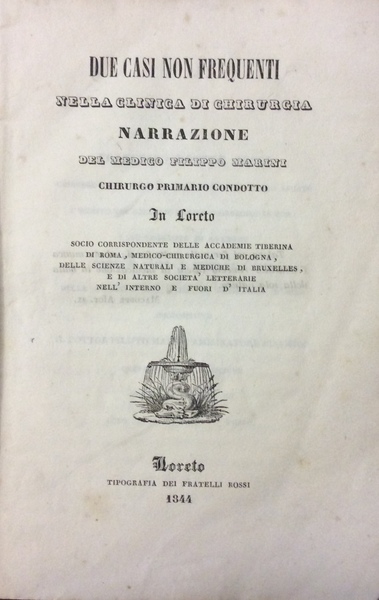 DUE CASI NON FREQUENTI
NELLA CLINICA DI CHIRURGIA
NARRAZIONE
DEL MEDICO FILIPPO MARINI
CHIRURGO PRIMARIO CONDOTTO
In Loreto
SOCIO CORRISPONDENTE DELLE ACCADEMIE TIBERINA
DI ROMA, MEDICO-CHIRURGICA DI BOLOGNA,
DELLE SCIENZE NATURALI E MEDICHE DI BRUXELLES,
E DI ALTRE SOCIETA' LETTERARIE
NELL' INTERNO E FUORI D' ITALIA
Loreto
TIPOGRAFIA DEI FRATELLI ROSSI
1844